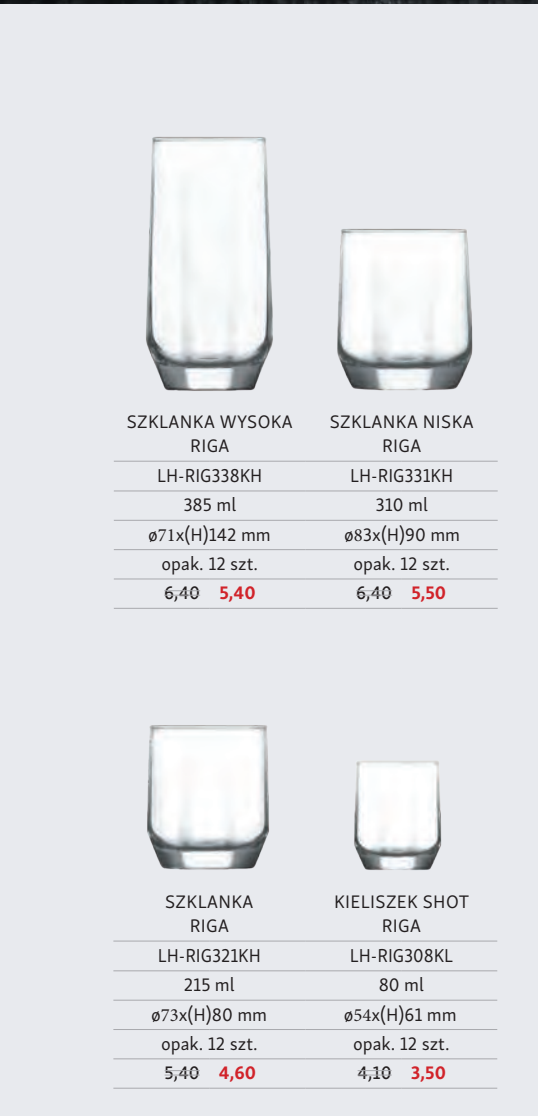 SZKLANKA WYSOKA
RIGA
LH-RIG338KH
385 ml
ø71x(H)142 mm
opak. 12 szt.
6,40 5,40
SZKLANKA NISKA
RIGA
LH-RIG331KH
310 ml
ø83x(H)90 mm
opak. 12 szt.
6,40 5,50
SZKLANKA
RIGA
LH-RIG321KH
215 ml
ø73x(H)80 mm
opak. 12 szt.
5,40 4,60
KIELISZEK SHOT
RIGA
LH-RIG308KL
80 ml
ø54x(H)61 mm
opak. 12 szt.
4,10 3,50